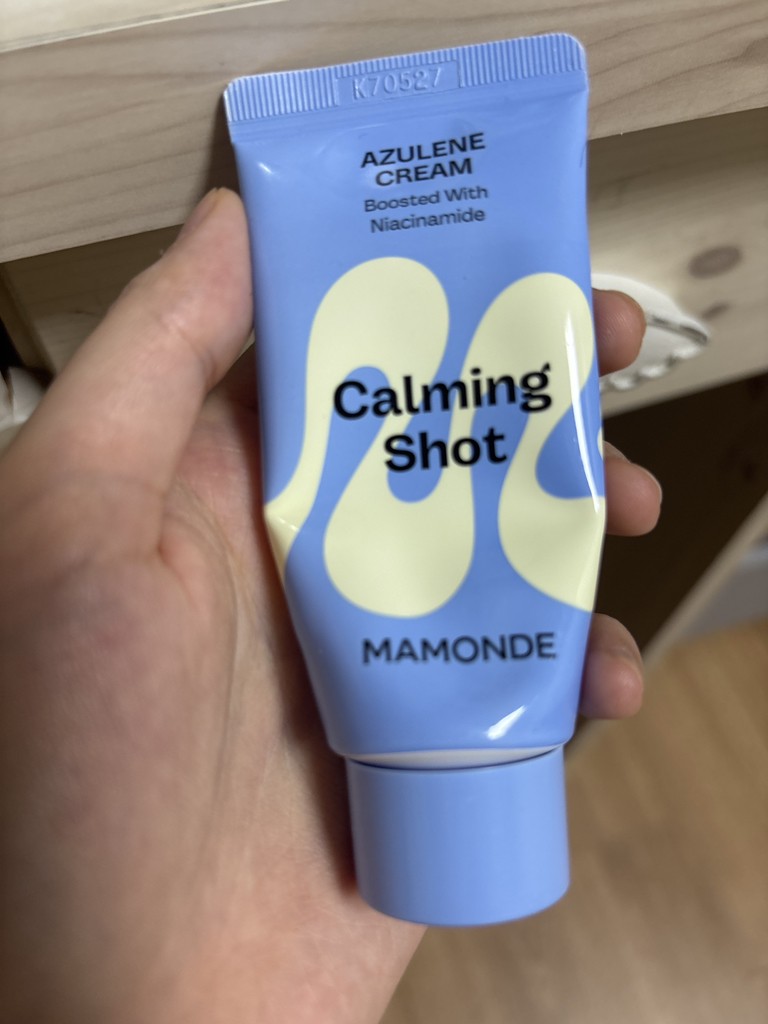 K70527
AZULENE
CREAM
Boosted With
Niacinamide
Calming
Shot
MAMONDE